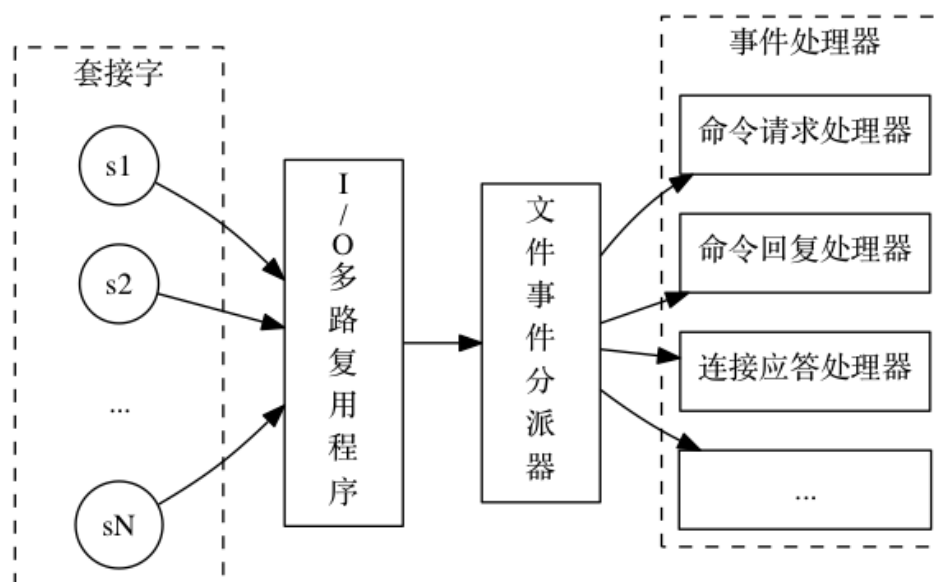 套接字
s1
s2
...
sN
I/O多路复用程序
文件事件分派器
事件处理器
命令请求处理器
命令回复处理器
连接应答处理器
...